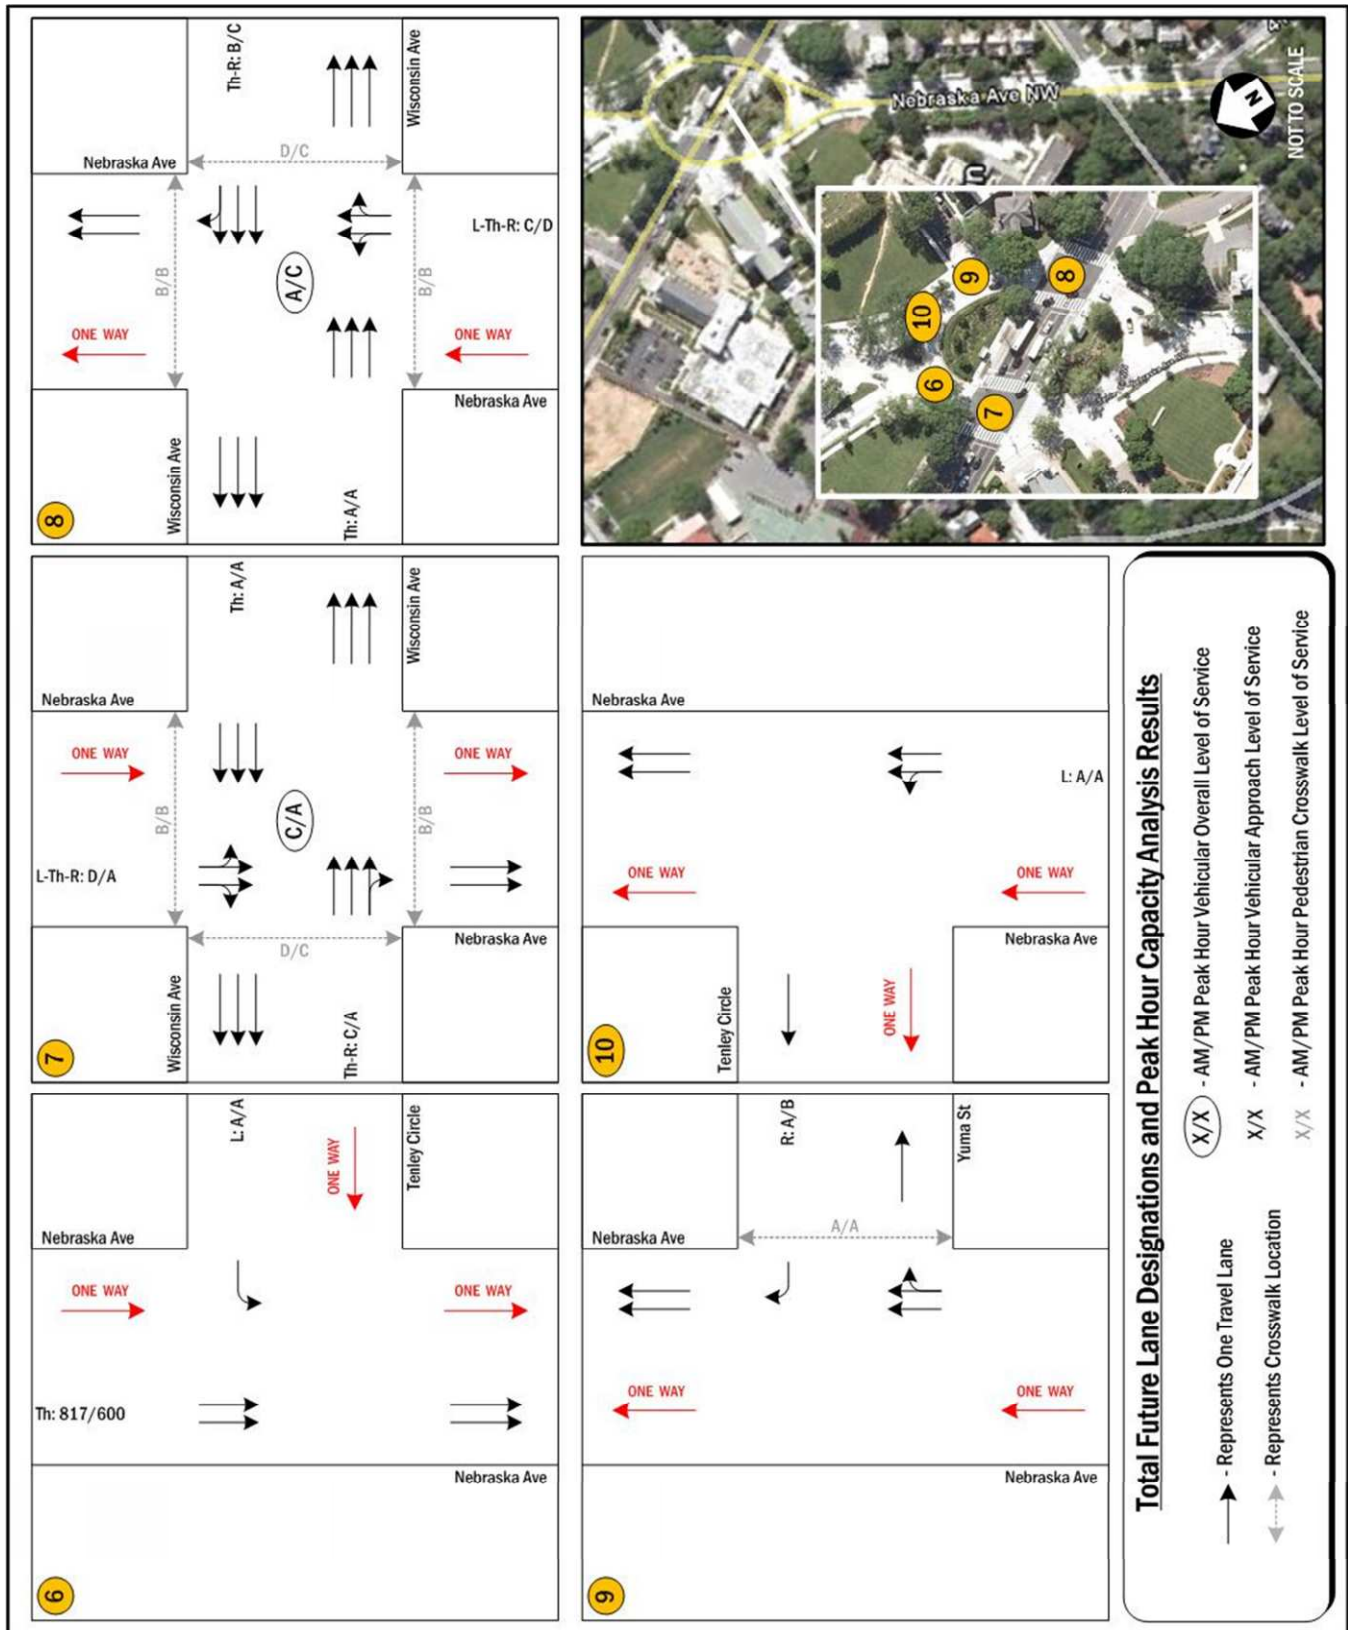 6
Nebraska Ave
ONE WAY
Th: 817/600
L: A/A
ONE WAY
Tenley Circle
ONE WAY
Nebraska Ave
7
Wisconsin Ave
Nebraska Ave
ONE WAY
L-Th-R: D/A
B/B
Th: A/A
C/A
D/C
Th-R: C/A
B/B
ONE WAY
Wisconsin Ave
Nebraska Ave
8
Wisconsin Ave
Nebraska Ave
ONE WAY
B/B
Th-R: B/C
D/C
A/C
Th: A/A
B/B
L-Th-R: C/D
ONE WAY
Wisconsin Ave
Nebraska Ave
9
Nebraska Ave
ONE WAY
R: A/B
A/A
Yuma St
ONE WAY
Nebraska Ave
10
Nebraska Ave
ONE WAY
Tenley Circle
ONE WAY
L: A/A
ONE WAY
Nebraska Ave
Nebraska Ave NW
6
7
8
9
10
N
NOT TO SCALE
Total Future Lane Designations and Peak Hour Capacity Analysis Results
- Represents One Travel Lane
- Represents Crosswalk Location
X/X - AM/PM Peak Hour Vehicular Overall Level of Service
X/X - AM/PM Peak Hour Vehicular Approach Level of Service
X/X - AM/PM Peak Hour Pedestrian Crosswalk Level of Service